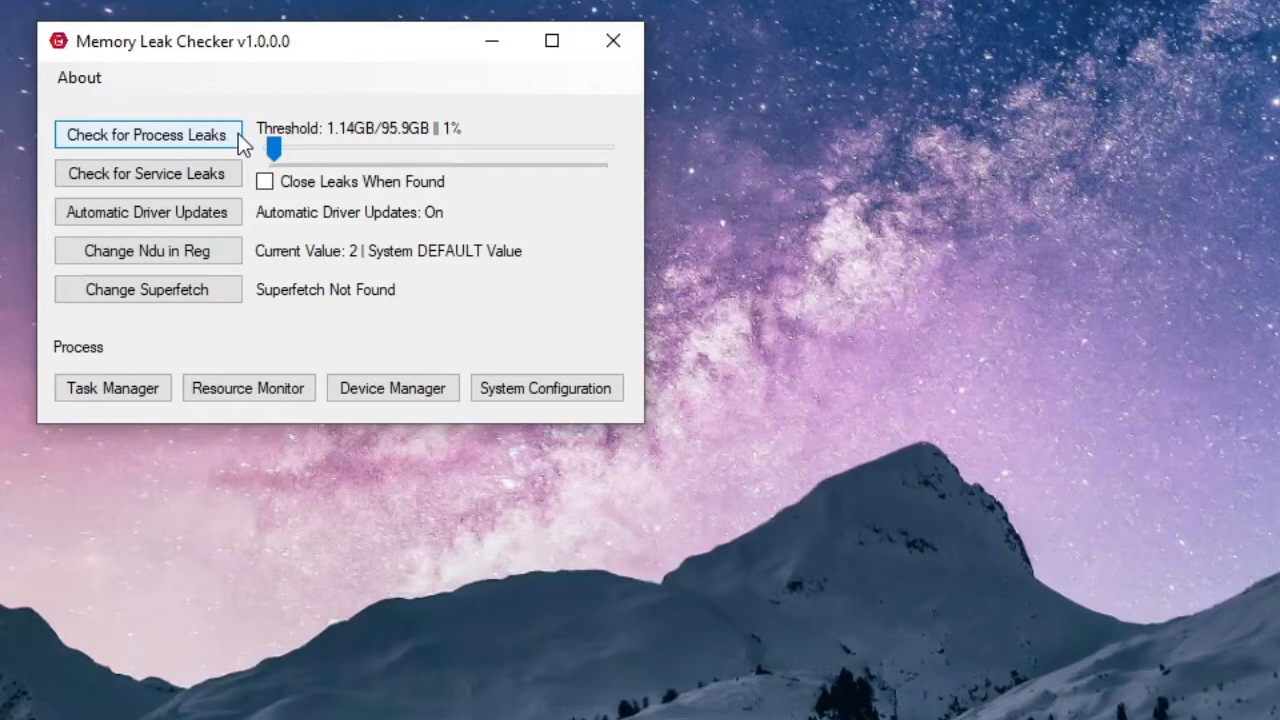 Memory Leak Checker v1.0.0.0
About
Check for Process Leaks
Threshold: 1.14GB/95.9GB || 1%
Check for Service Leaks
Close Leaks When Found
Automatic Driver Updates
Automatic Driver Updates: On
Change Ndu in Reg
Current Value: 2 | System DEFAULT Value
Change Superfetch
Superfetch Not Found
Process
Task Manager
Resource Monitor
Device Manager
System Configuration